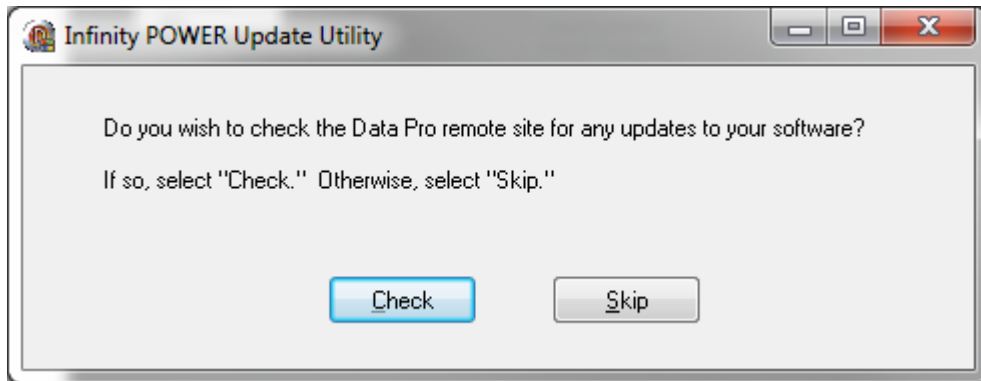 Infinity POWER Update Utility
Do you wish to check the Data Pro remote site for any updates to your software?
If so, select "Check."  Otherwise, select "Skip."
Check
Skip